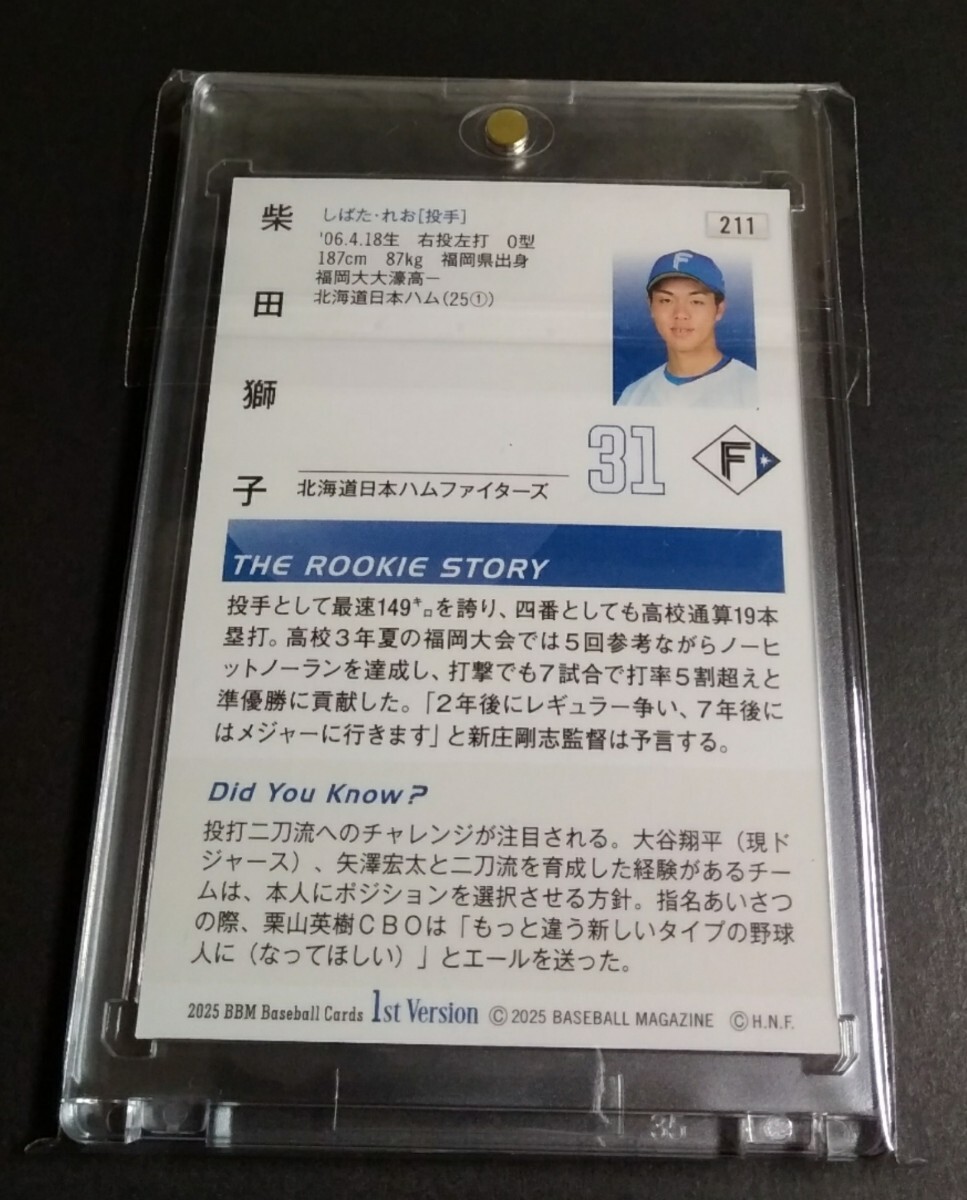 柴田獅子
しばた・れお[投手]
'06.4.18生 右投左打 O型
187cm 87kg 福岡県出身
福岡大大濠高ー
北海道日本ハム(25①)
211
F
31
F
北海道日本ハムファイターズ
THE ROOKIE STORY
投手として最速149㌔を誇り、四番としても高校通算19本
塁打。高校3年夏の福岡大会では5回参考ながらノーヒ
ットノーランを達成し、打撃でも7試合で打率5割超えと
準優勝に貢献した。「2年後にレギュラー争い、7年後に
はメジャーに行きます」と新庄剛志監督は予言する。
Did You Know?
投打二刀流へのチャレンジが注目される。大谷翔平(現ド
ジャース)、矢澤宏太と二刀流を育成した経験があるチー
ムは、本人にポジションを選択させる方針。指名あいさつ
の際、栗山英樹CBOは「もっと違う新しいタイプの野球
人に(なってほしい)」とエールを送った。
2025 BBM Baseball Cards 1st Version © 2025 BASEBALL MAGAZINE © H.N.F.